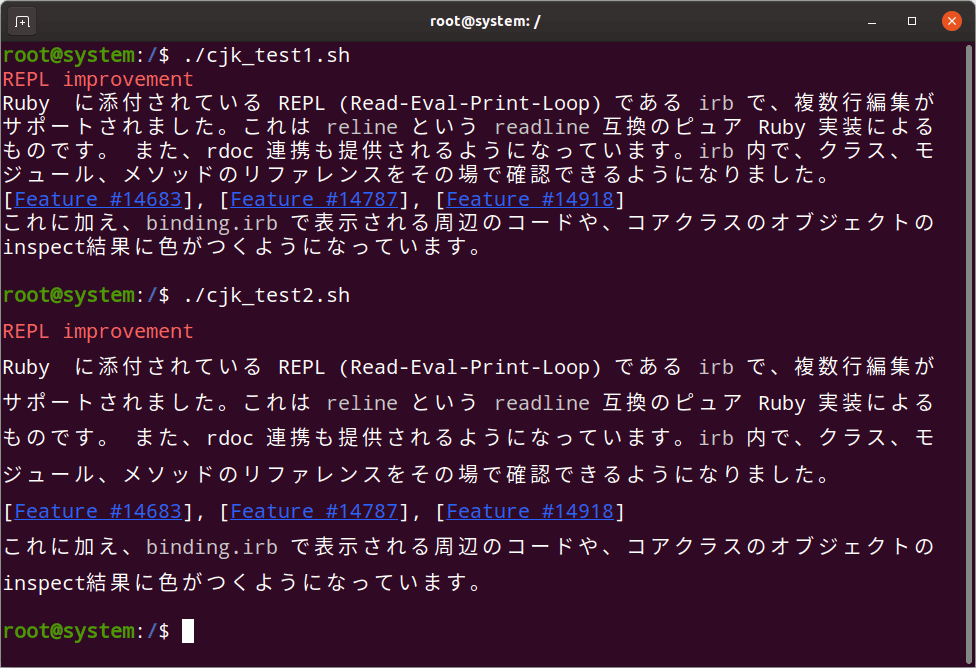 root@system: /
root@system:/$ ./cjk_test1.sh
REPL improvement
Ruby  に添付されている REPL (Read-Eval-Print-Loop) である irb で、複数行編集が
サポートされました。これは reline という readline 互換のピュア Ruby 実装による
ものです。 また、rdoc 連携も提供されるようになっています。irb 内で、クラス、モ
ジュール、メソッドのリファレンスをその場で確認できるようになりました。
[Feature #14683], [Feature #14787], [Feature #14918]
これに加え、binding.irb で表示される周辺のコードや、コアクラスのオブジェクトの
inspect結果に色がつくようになっています。
root@system:/$ ./cjk_test2.sh
REPL improvement
Ruby  に添付されている REPL (Read-Eval-Print-Loop) である irb で、複数行編集が
サポートされました。これは reline という readline 互換のピュア Ruby 実装による
ものです。 また、rdoc 連携も提供されるようになっています。irb 内で、クラス、モ
ジュール、メソッドのリファレンスをその場で確認できるようになりました。
[Feature #14683], [Feature #14787], [Feature #14918]
これに加え、binding.irb で表示される周辺のコードや、コアクラスのオブジェクトの
inspect結果に色がつくようになっています。
root@system:/$